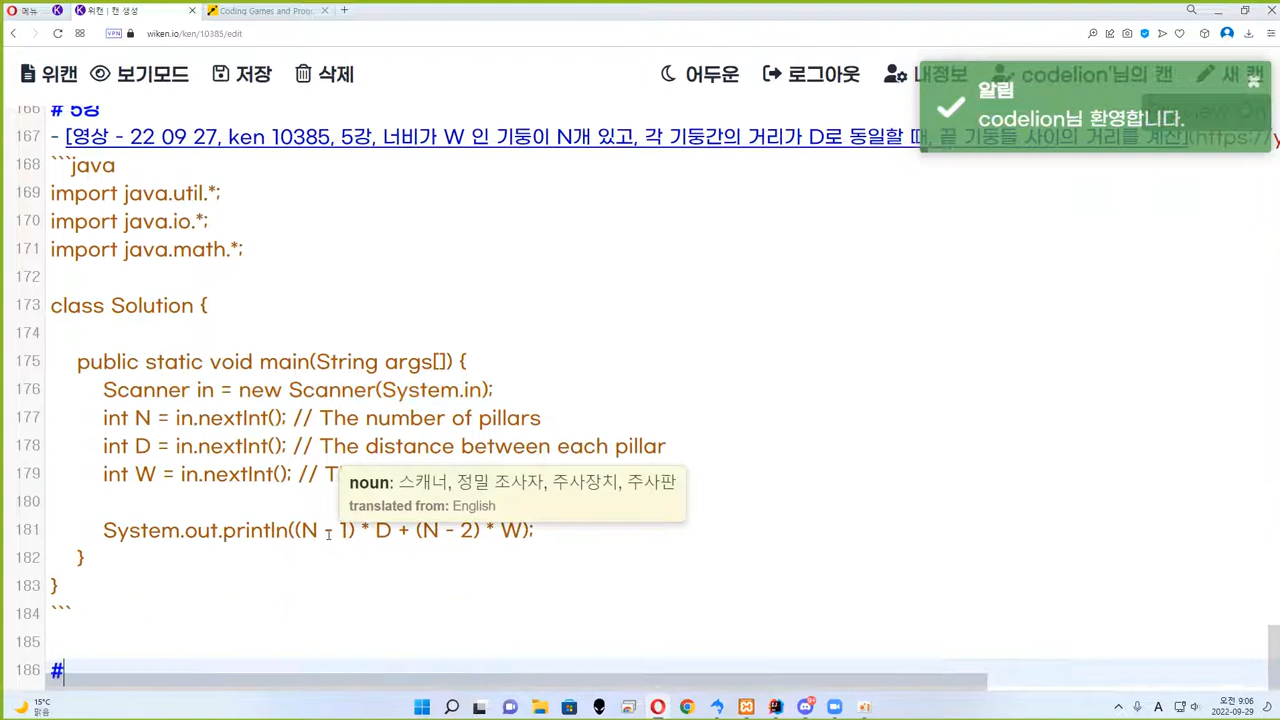 메뉴
위캔 | 캔 생성
Coding Games and Prog
VPN
wiken.io/ken/10385/edit
위캔 보기모드 저장 삭제 어두운 로그아웃 내정보 codelion님의 캔 새 캔
알림
codelion님 환영합니다.
166 # 5강
167 - [영상 - 22 09 27, ken 10385, 5강, 너비가 W 인 기둥이 N개 있고, 각 기둥간의 거리가 D로 동일할 때, 끝 기둥들 사이의 거리를 계산](https://y
168 ```java
169 import java.util.*;
170 import java.io.*;
171 import java.math.*;
172
173 class Solution {
174
175 public static void main(String args[]) {
176 Scanner in = new Scanner(System.in);
177 int N = in.nextInt(); // The number of pillars
178 int D = in.nextInt(); // The distance between each pillar
179 int W = in.nextInt(); //
noun: 스캐너, 정밀 조사자, 주사장치, 주사판
translated from: English
180
181 System.out.println((N - 1) * D + (N - 2) * W);
182 }
183 }
184 ```
185
186 #
15°C
맑음
A
오전 9:06
2022-09-29